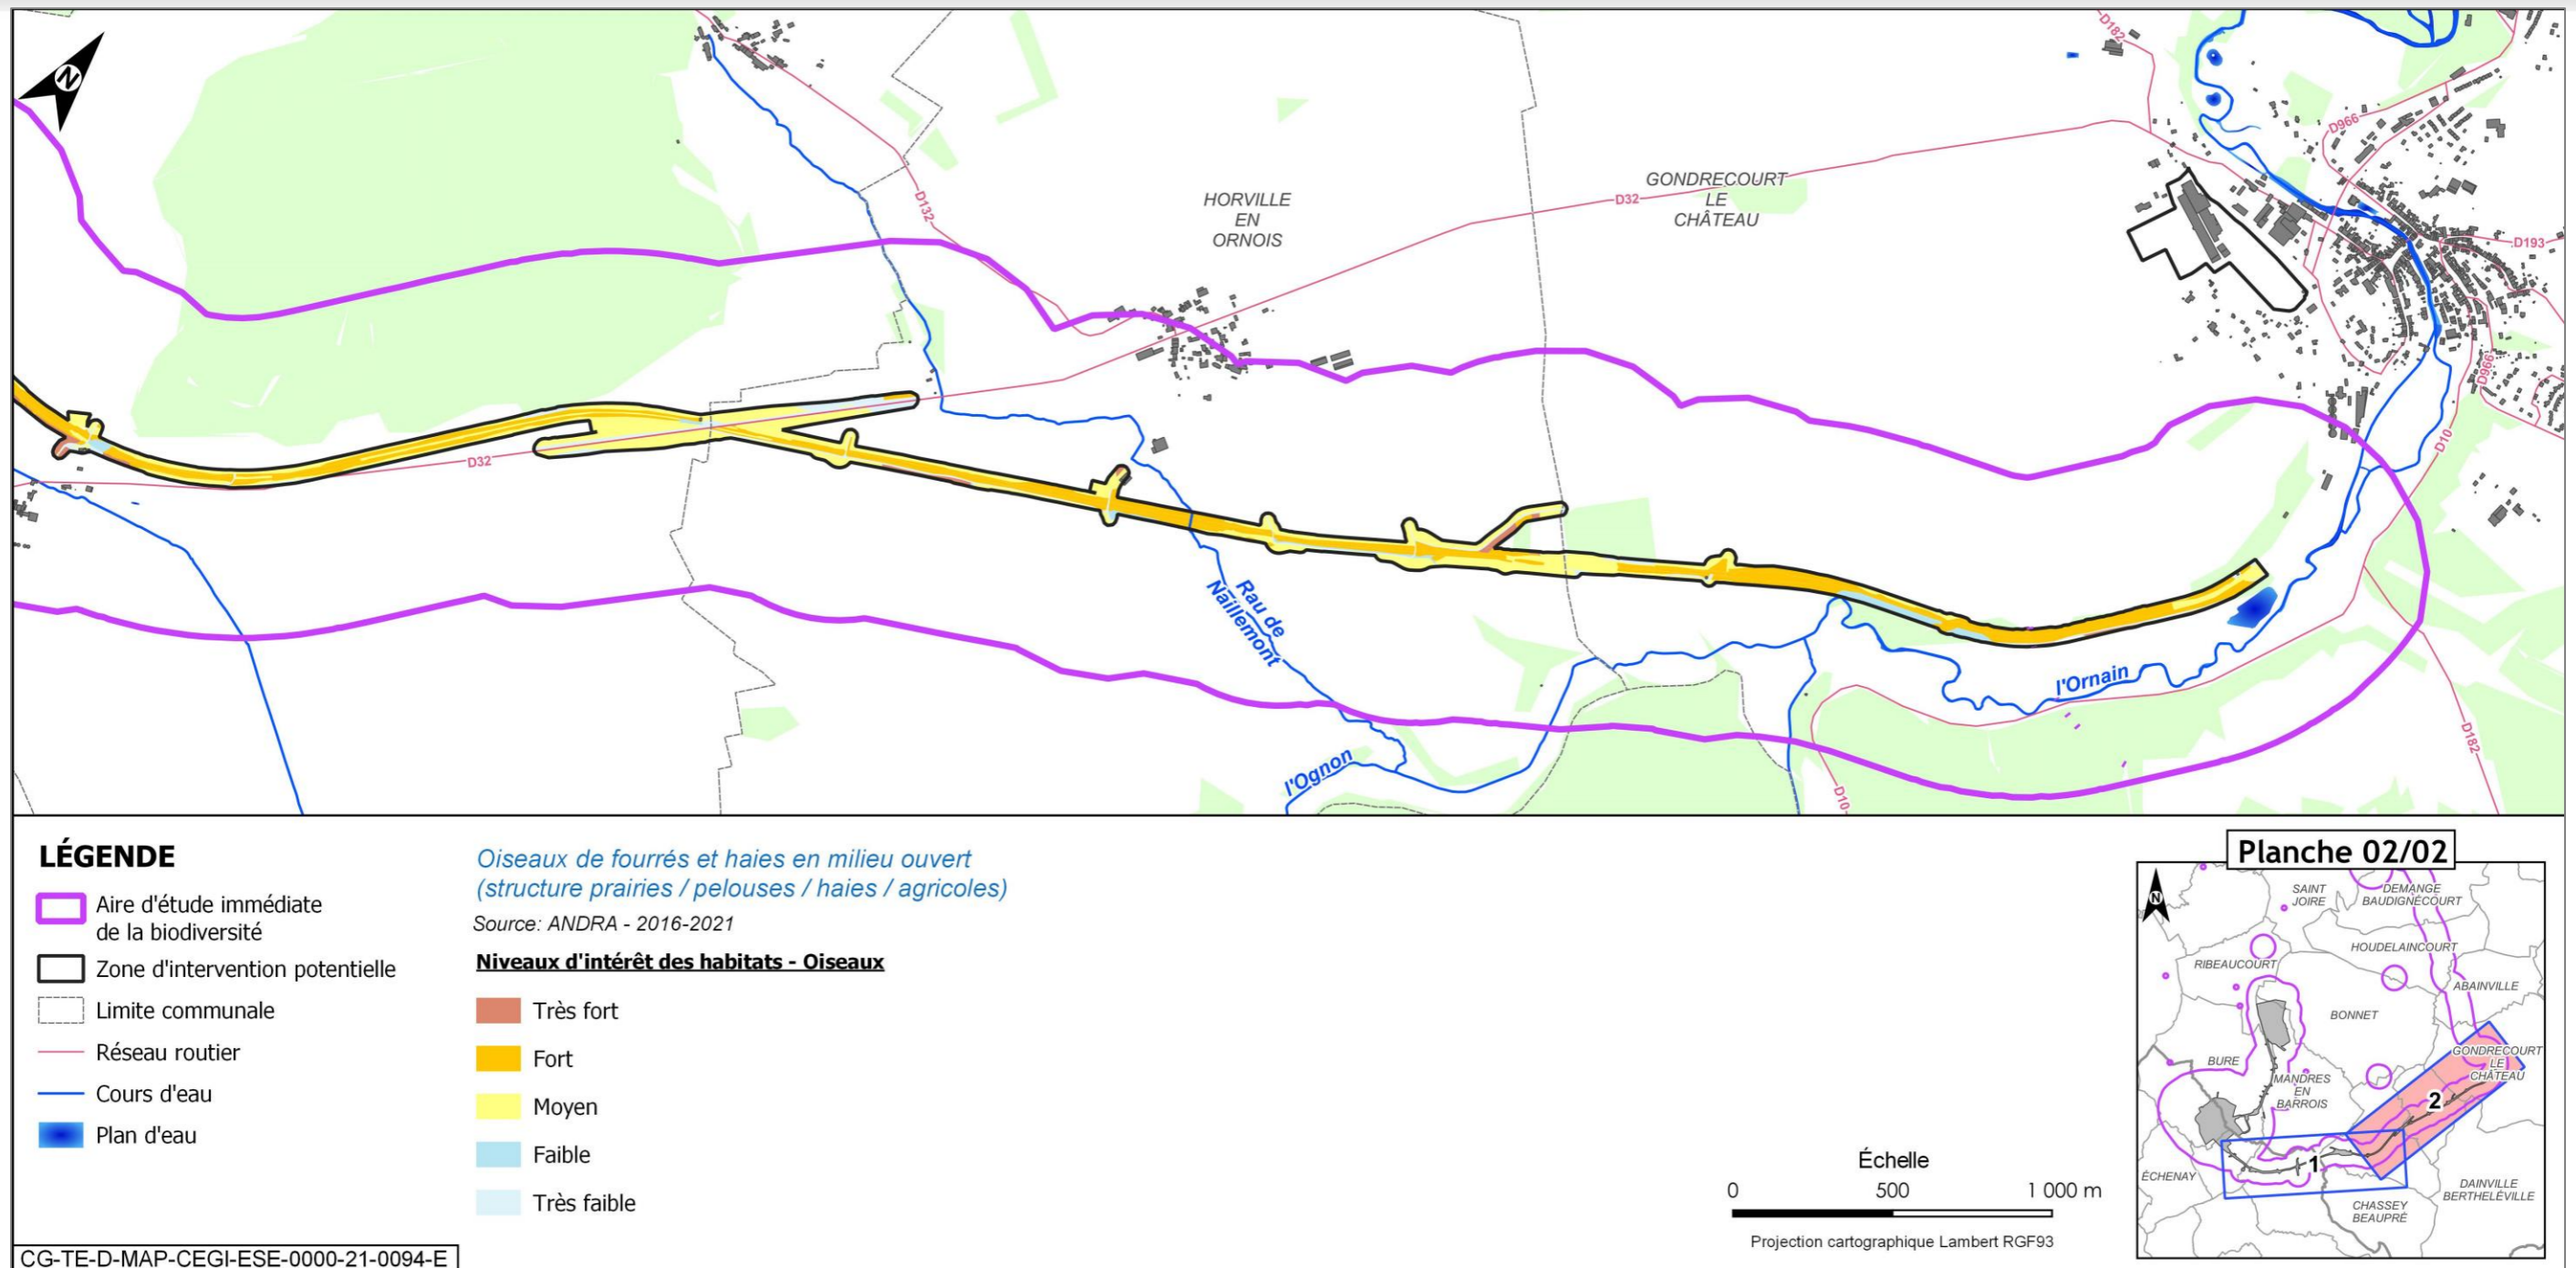 N
D182
D966
D132
HORVILLE
EN
ORNOIS
GONDRECOURT
LE
CHÂTEAU
D32
D193
D966
D10
D32
Rau de
Naillemont
l'Ornain
l'Ognon
D10
D182
LÉGENDE
Aire d'étude immédiate
de la biodiversité
Zone d'intervention potentielle
Limite communale
Réseau routier
Cours d'eau
Plan d'eau
Oiseaux de fourrés et haies en milieu ouvert
(structure prairies / pelouses / haies / agricoles)
Source: ANDRA - 2016-2021
Niveaux d'intérêt des habitats - Oiseaux
Très fort
Fort
Moyen
Faible
Très faible
Échelle
0 500 1 000 m
Projection cartographique Lambert RGF93
Planche 02/02
N
SAINT
JOIRE
DEMANGE
BAUDIGNÉCOURT
HOUDELAINCOURT
RIBEAUCOURT
ABAINVILLE
BONNET
BURE
GONDRECOURT
LE
CHÂTEAU
MANDRES
EN
BARROIS
2
1
ÉCHENAY
DAINVILLE
BERTHELÉVILLE
CHASSEY
BEAUPRÉ
CG-TE-D-MAP-CEGI-ESE-0000-21-0094-E